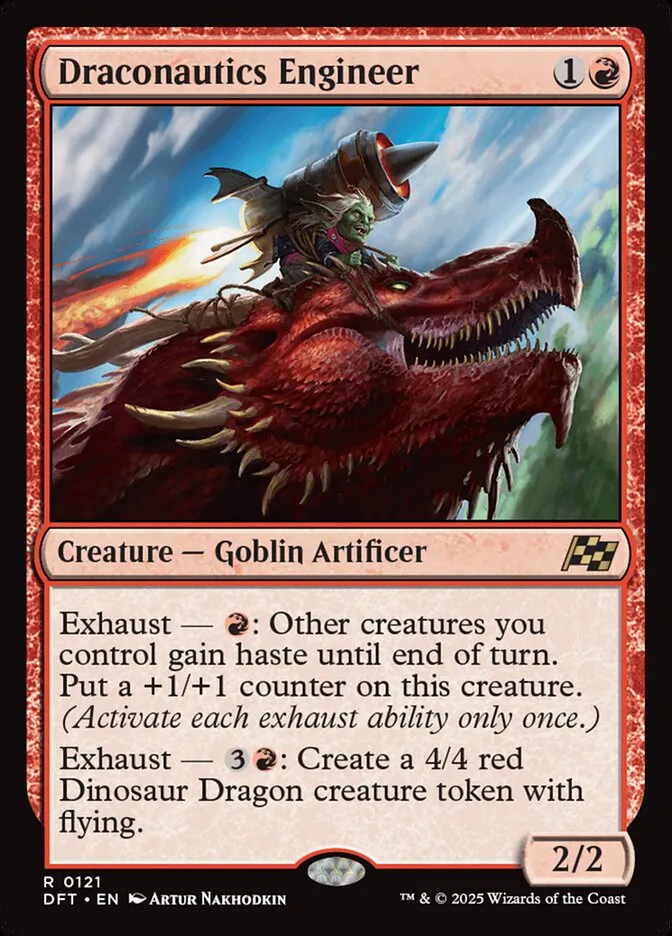 Draconautics Engineer 1
Creature — Goblin Artificer
Exhaust — : Other creatures you
control gain haste until end of turn.
Put a +1/+1 counter on this creature.
(Activate each exhaust ability only once.)
Exhaust — 3: Create a 4/4 red
Dinosaur Dragon creature token with
flying.
2/2
R 0121
DFT • EN Artur Nakhodkin
™ & © 2025 Wizards of the Coast